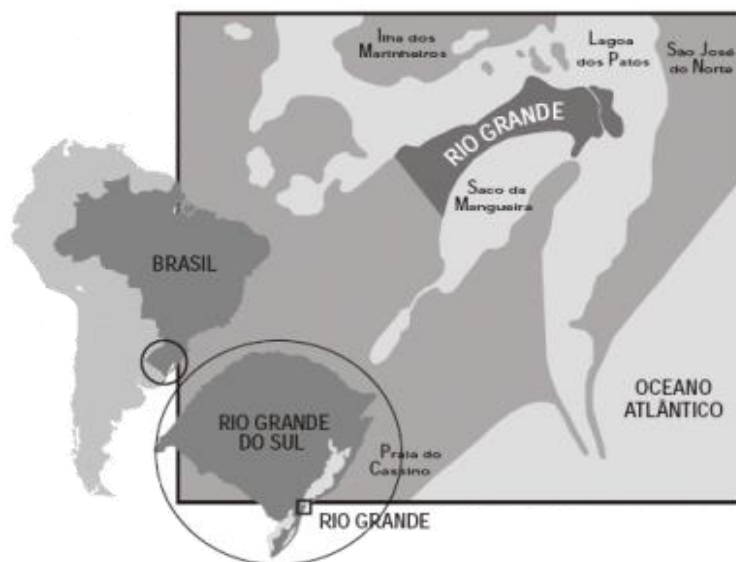 Ilha dos
Marinheiros
Lagoa
dos Patos
São José
do Norte
RIO GRANDE
Saco da
Mangueira
BRASIL
OCEANO
ATLÂNTICO
RIO GRANDE
DO SUL
Praia do
Cassino
RIO GRANDE